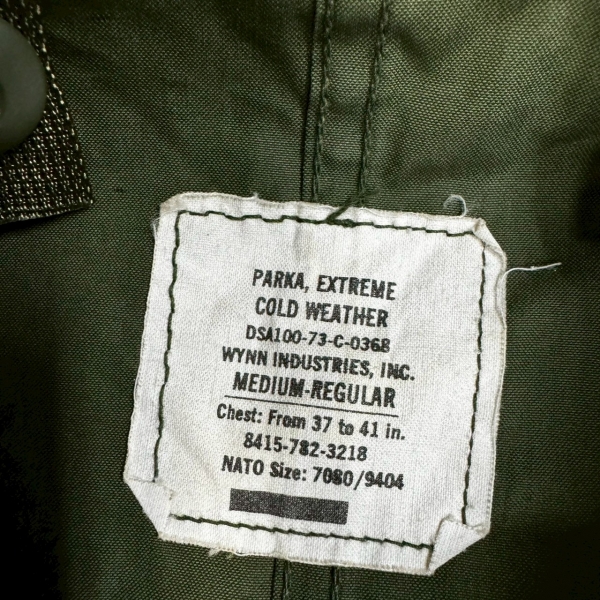 PARKA, EXTREME
COLD WEATHER
DSA100-73-C-0368
WYNN INDUSTRIES, INC.
MEDIUM-REGULAR
Chest: From 37 to 41 in.
8415-782-3218
NATO Size: 7080/9404